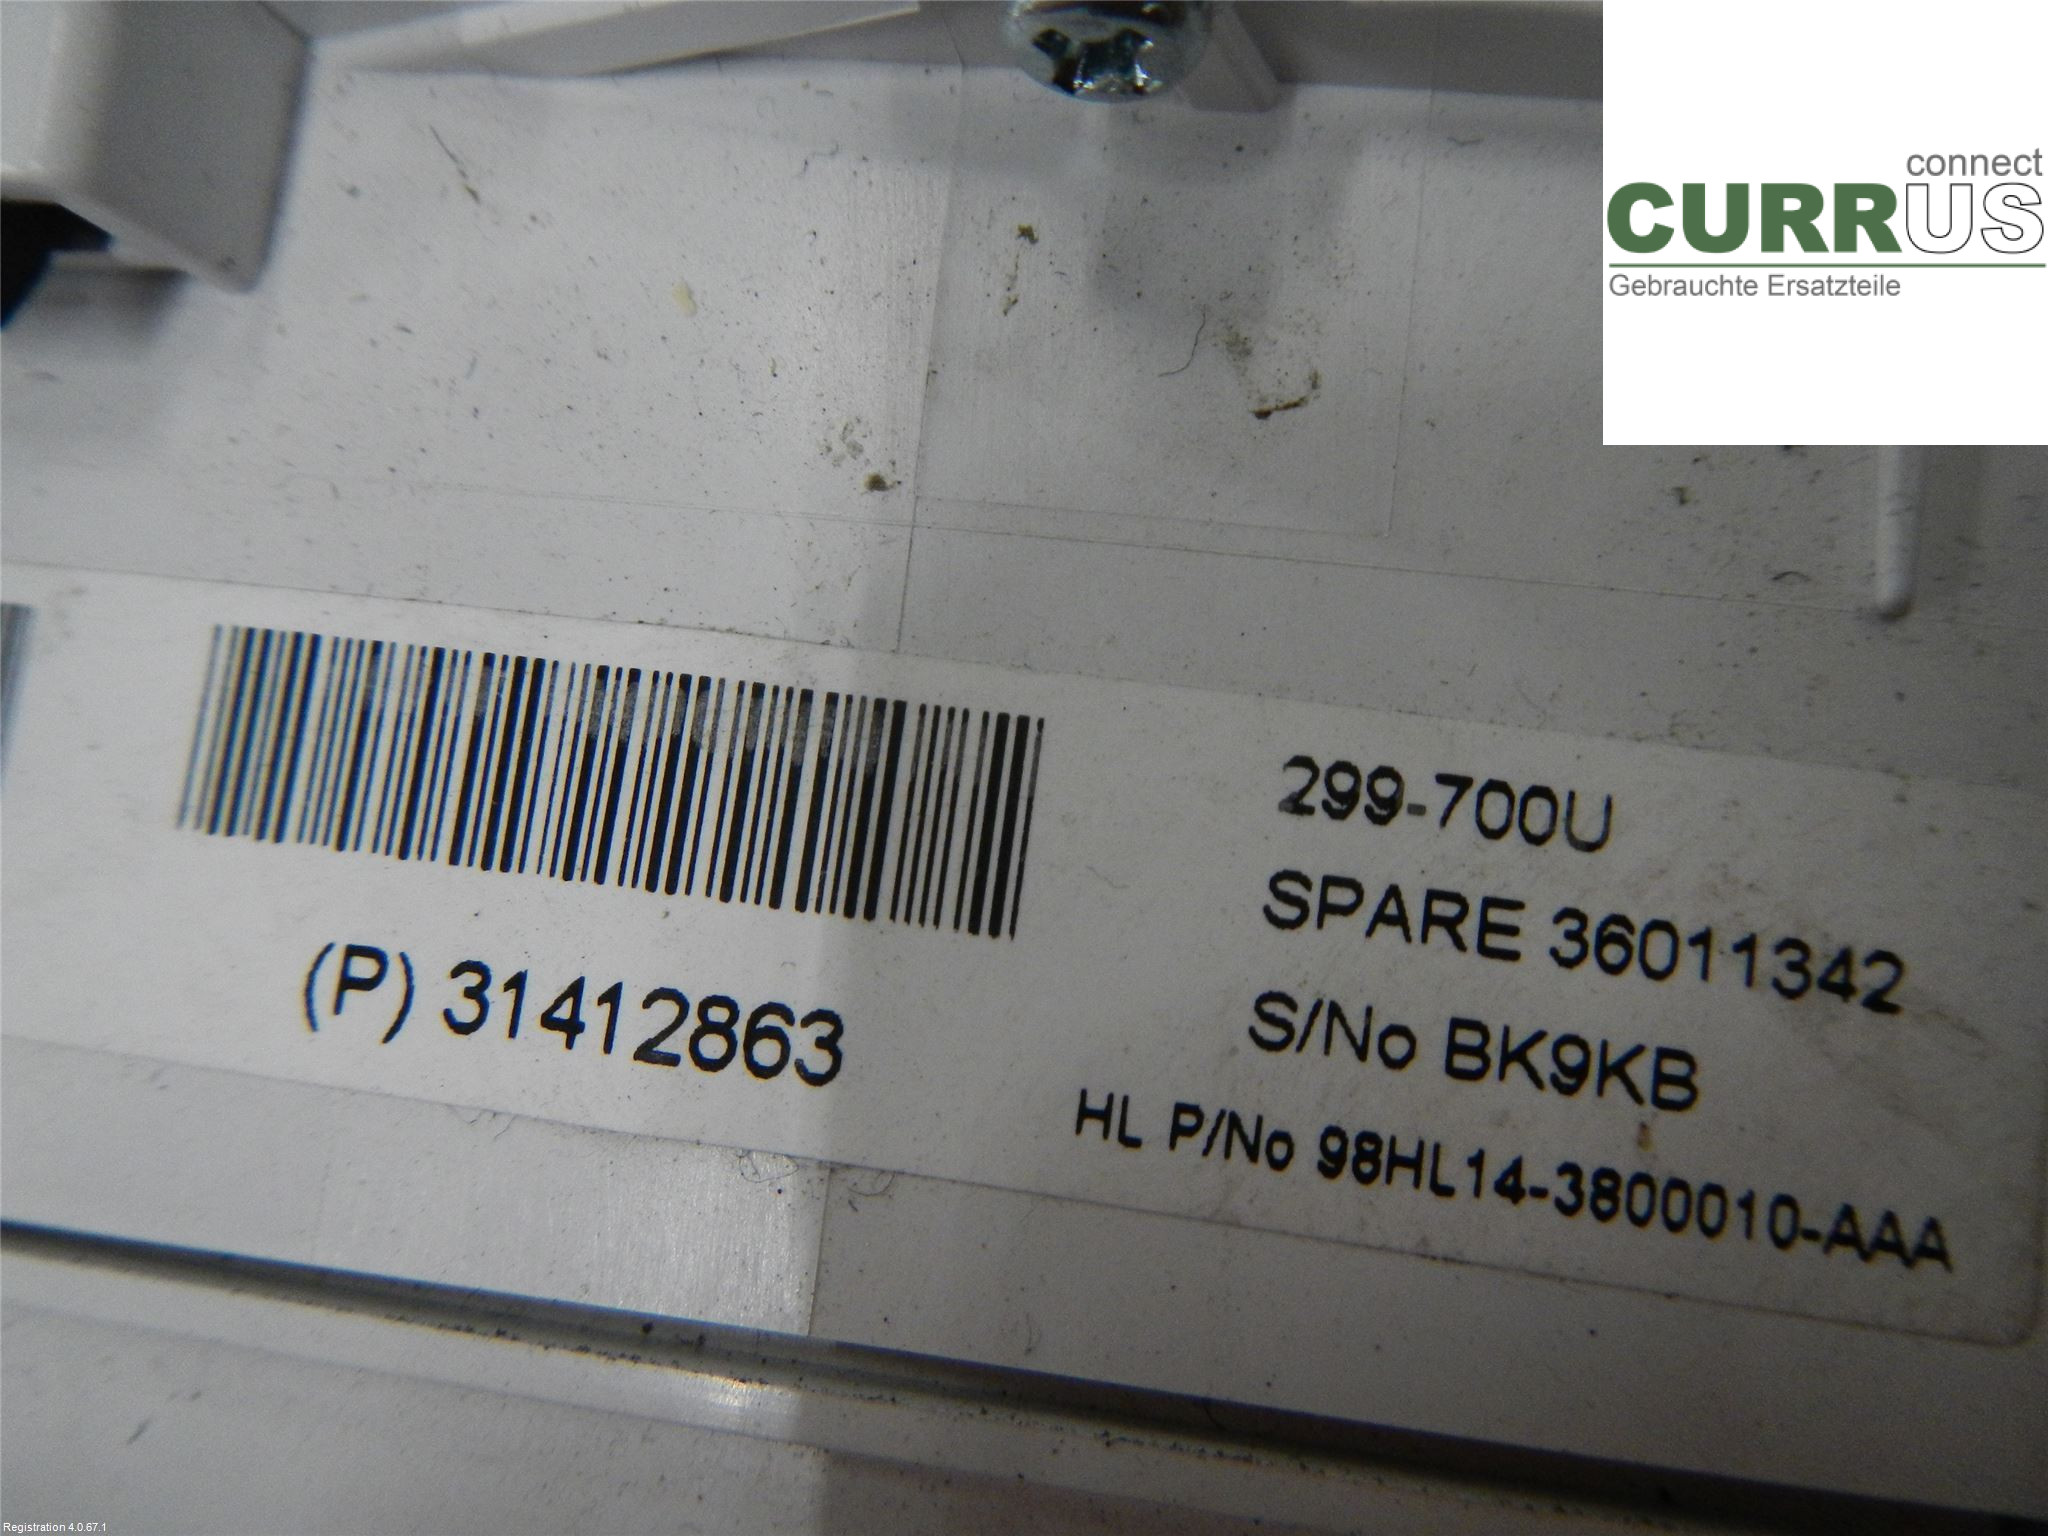 connect
CURRUS
Gebrauchte Ersatzteile
299-700U
SPARE 36011342
S/No BK9KB
HL P/No 98HL14-3800010-AAA
(P) 31412863
Registration 4.0.67.1